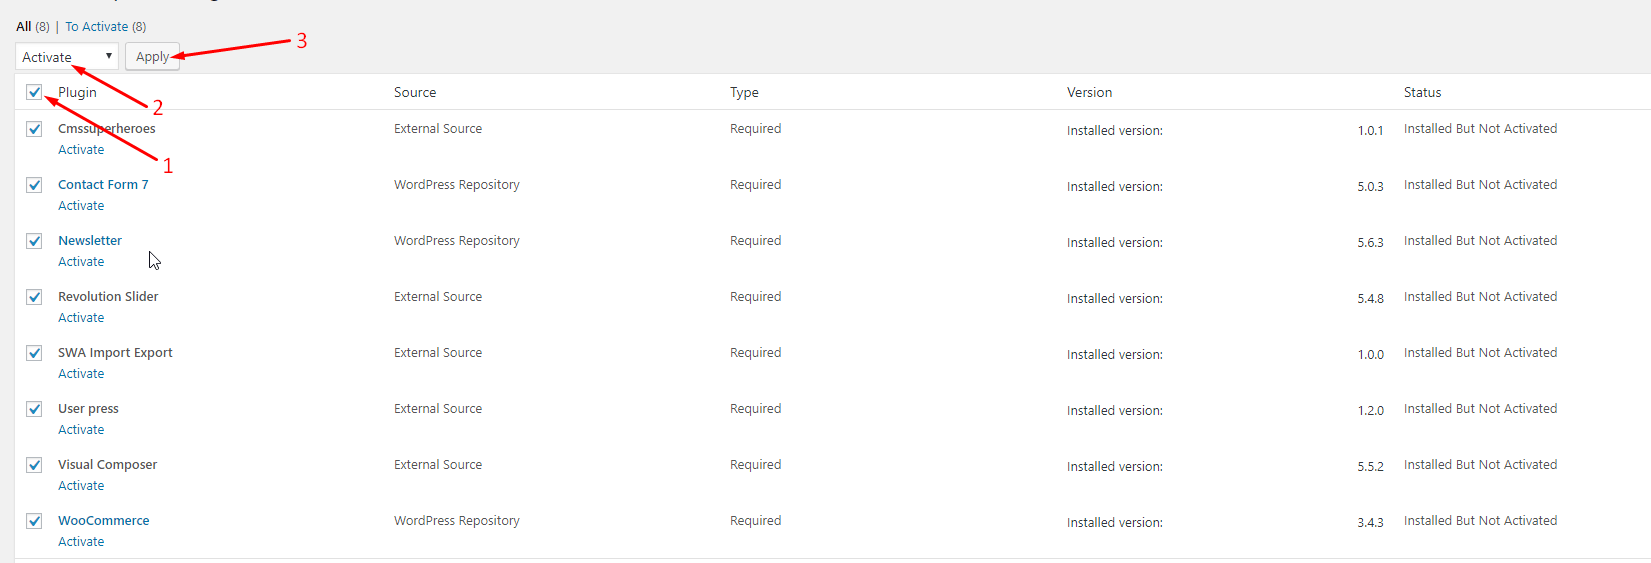 All (8) | To Activate (8)
Activate Apply 3
Plugin Source Type Version Status
2
Cmssuperheroes External Source Required Installed version: 1.0.1 Installed But Not Activated
Activate
1
Contact Form 7 WordPress Repository Required Installed version: 5.0.3 Installed But Not Activated
Activate
Newsletter WordPress Repository Required Installed version: 5.6.3 Installed But Not Activated
Activate
Revolution Slider External Source Required Installed version: 5.4.8 Installed But Not Activated
Activate
SWA Import Export External Source Required Installed version: 1.0.0 Installed But Not Activated
Activate
User press External Source Required Installed version: 1.2.0 Installed But Not Activated
Activate
Visual Composer External Source Required Installed version: 5.5.2 Installed But Not Activated
Activate
WooCommerce WordPress Repository Required Installed version: 3.4.3 Installed But Not Activated
Activate